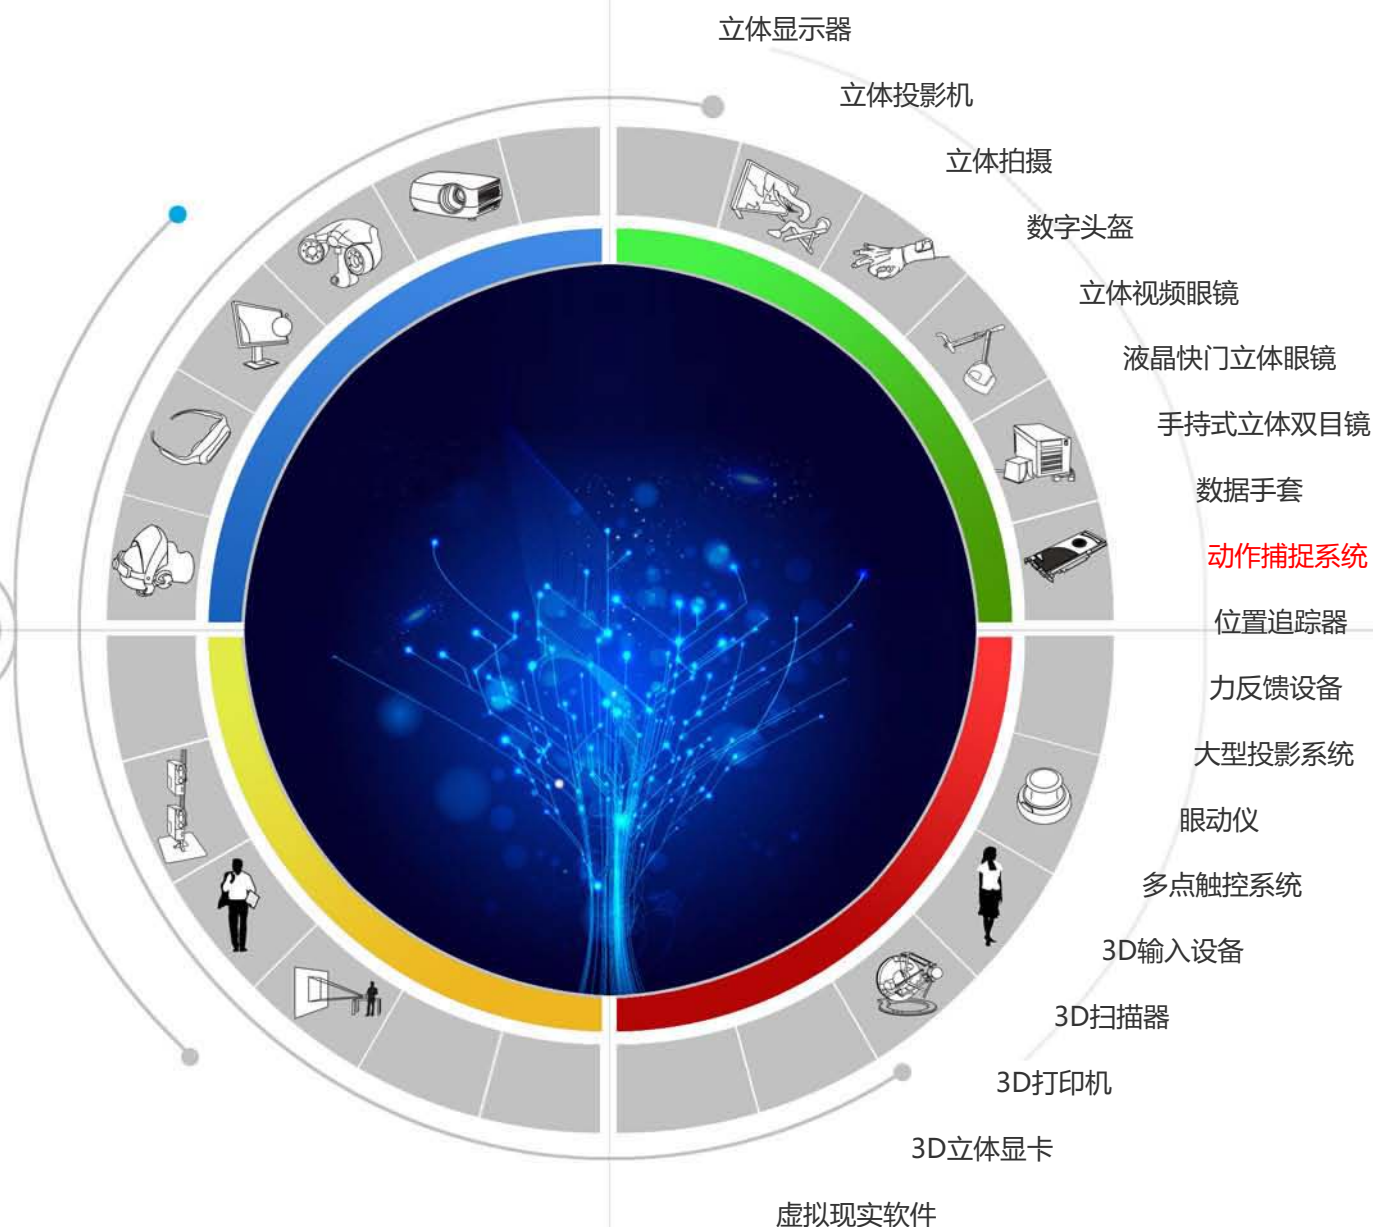 立体显示器
立体投影机
立体拍摄
数字头盔
立体视频眼镜
液晶快门立体眼镜
手持式立体双目镜
数据手套
动作捕捉系统
位置追踪器
力反馈设备
大型投影系统
眼动仪
多点触控系统
3D输入设备
3D扫描器
3D打印机
3D立体显卡
虚拟现实软件